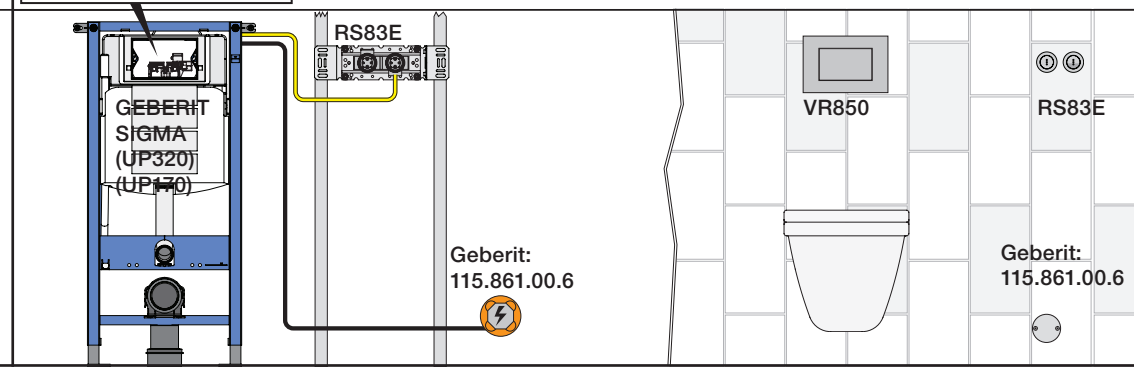 RS83E
GEBERIT
SIGMA
(UP320)
(UP170)
Geberit:
115.861.00.6
VR850
RS83E
Geberit:
115.861.00.6